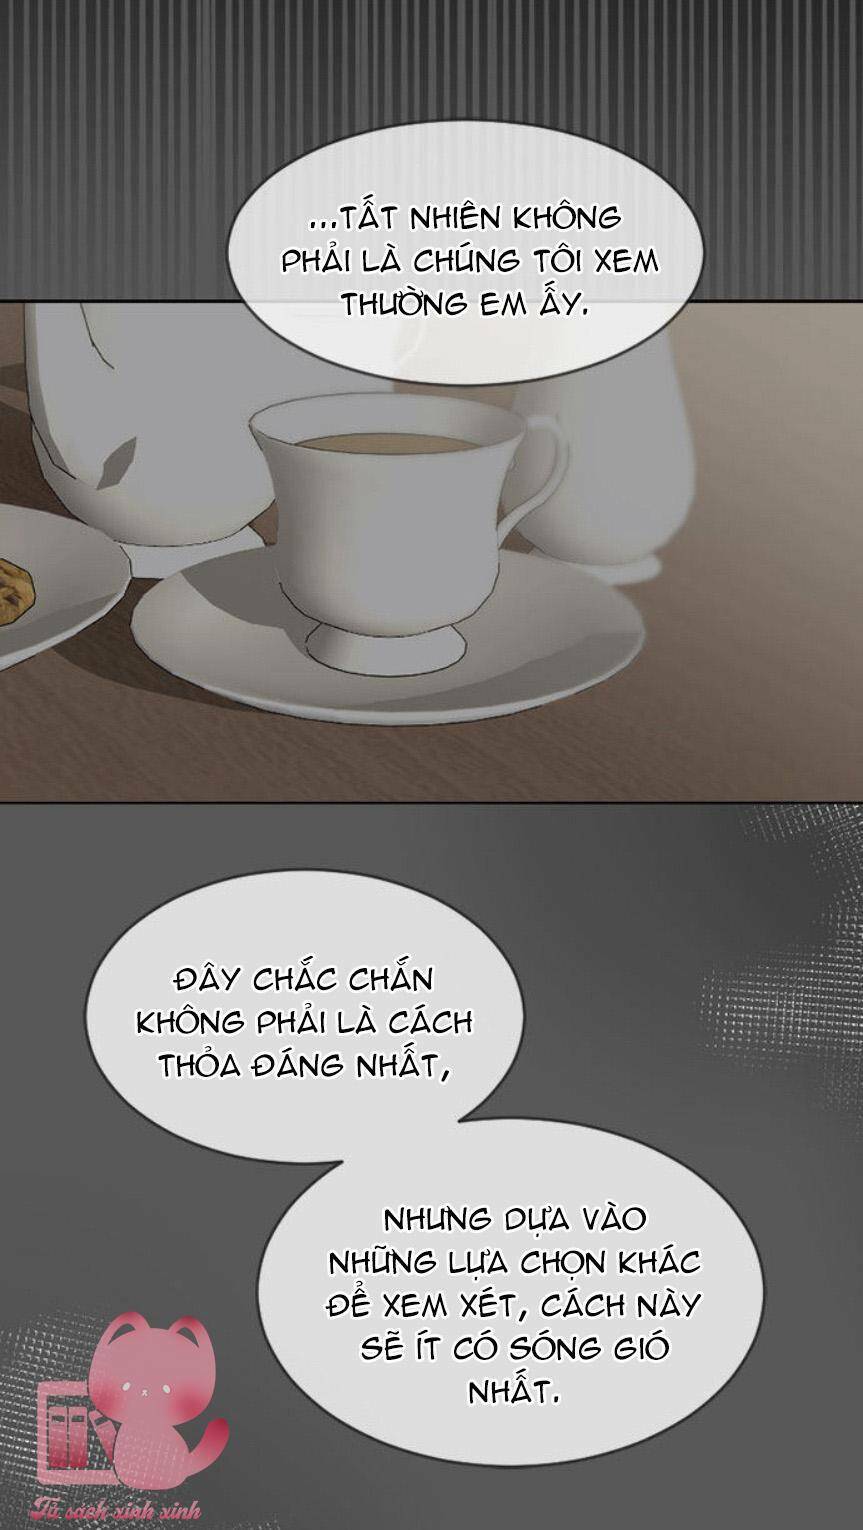 ...TẤT NHIÊN KHÔNG
PHẢI LÀ CHÚNG TÔI XEM
THƯỜNG EM ẤY.
ĐÂY CHẮC CHẮN
KHÔNG PHẢI LÀ CÁCH
THỎA ĐÁNG NHẤT,
NHƯNG DỰA VÀO
NHỮNG LỰA CHỌN KHÁC
ĐỂ XEM XÉT, CÁCH NÀY
SẼ ÍT CÓ SÓNG GIÓ
NHẤT.
Tủ sách xinh xinh